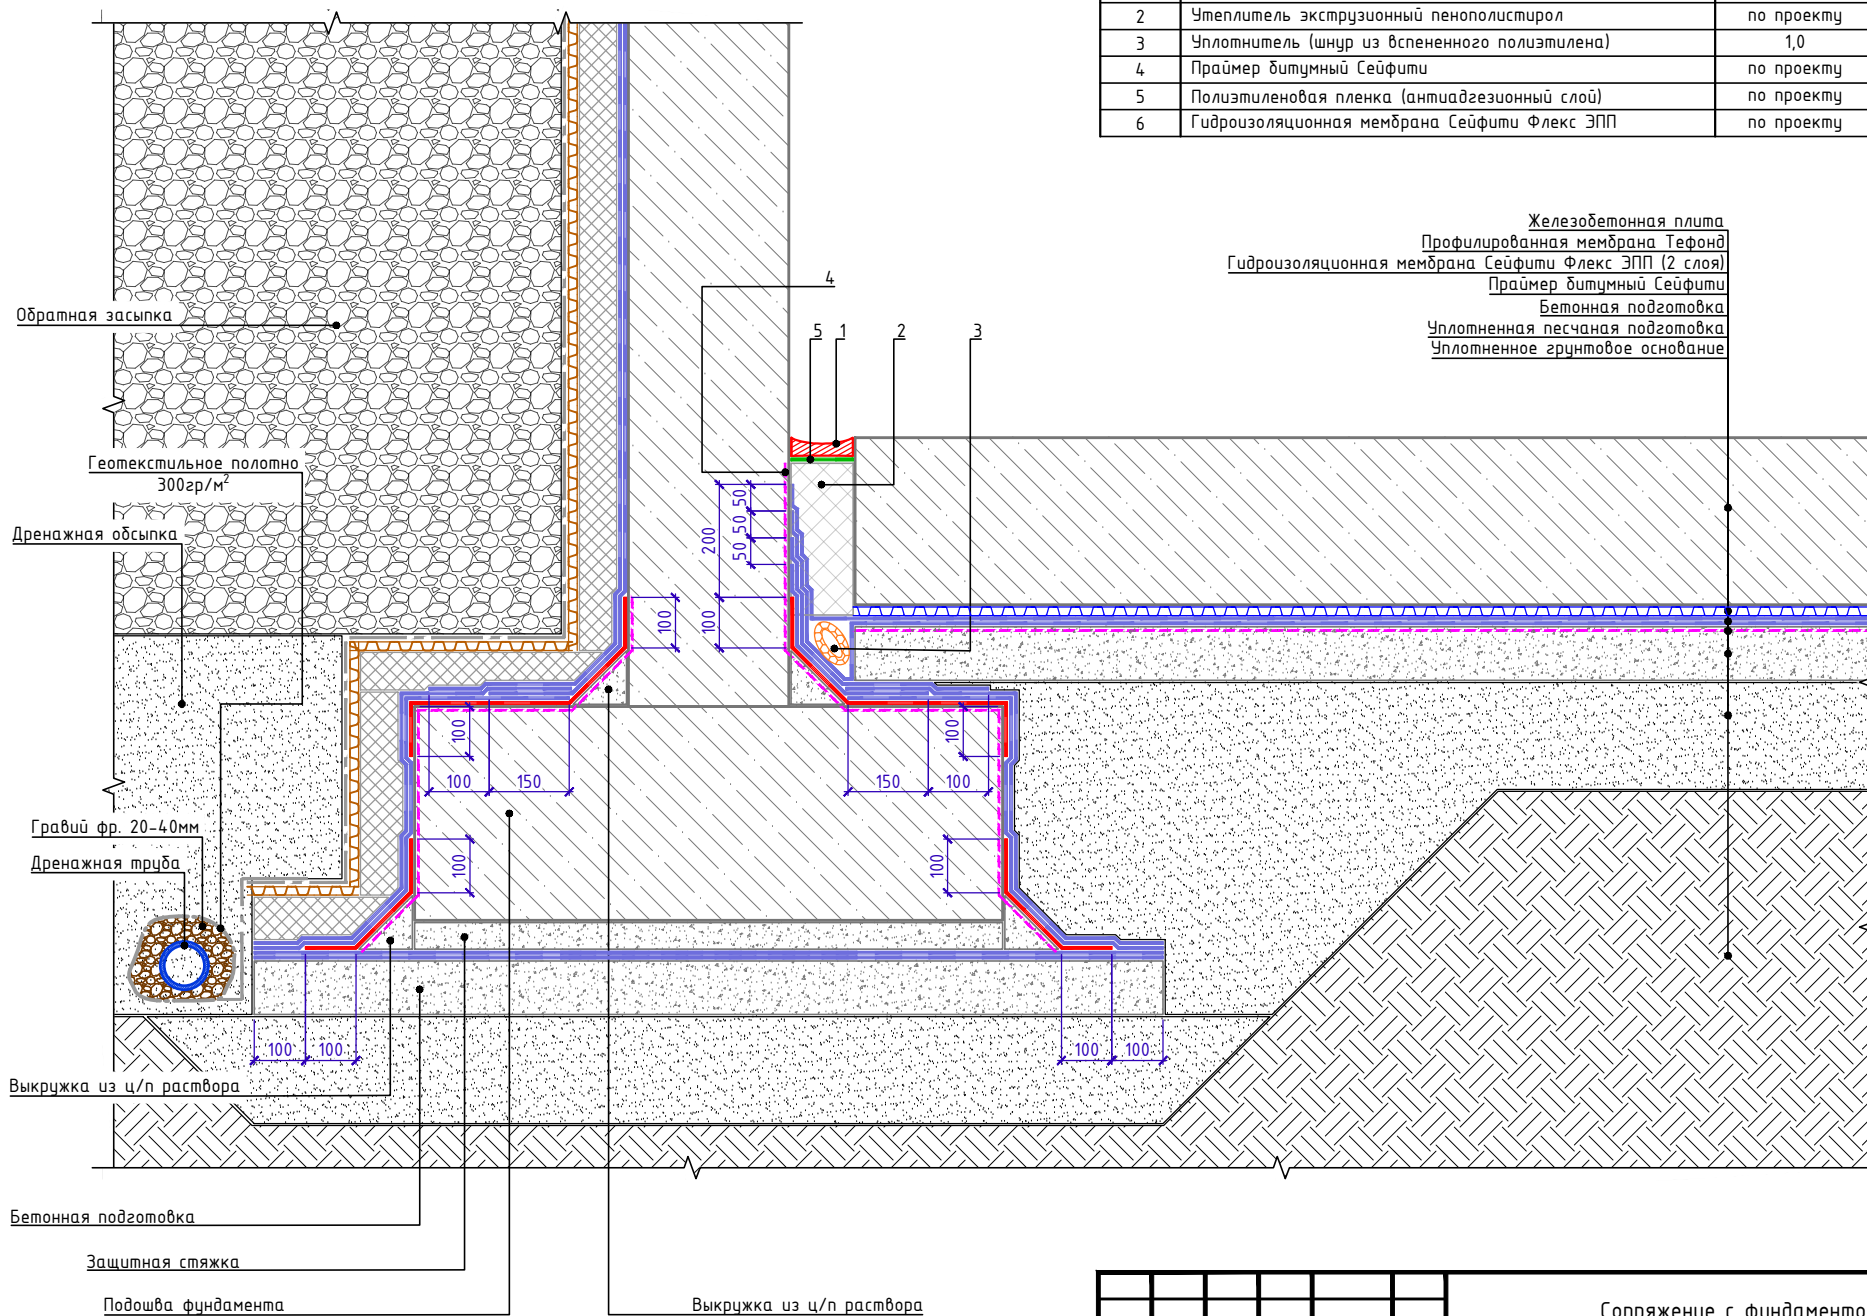 2 Утеплитель экструзионный пенополистирол по проекту
3 Уплотнитель (шнур из вспененного полиэтилена) 1,0
4 Праймер битумный Сейфити по проекту
5 Полиэтиленовая пленка (антиадгезионный слой) по проекту
6 Гидроизоляционная мембрана Сейфити Флекс ЭПП по проекту
Железобетонная плита
Профилированная мембрана Тефонд
Гидроизоляционная мембрана Сейфити Флекс ЭПП (2 слоя)
Праймер битумный Сейфити
Бетонная подготовка
Уплотненная песчаная подготовка
Уплотненное грунтовое основание
4
5 1 2 3
Обратная засыпка
Геотекстильное полотно
300гр/м²
Дренажная обсыпка
200
50
50
50
100
100
100
100
100 150
150 100
Гравий фр. 20-40мм
Дренажная труба
100
100
100 100
100 100
Выкружка из ц/п раствора
Бетонная подготовка
Защитная стяжка
Подошва фундамента
Выкружка из ц/п раствора
Сопряжение с фундаменто